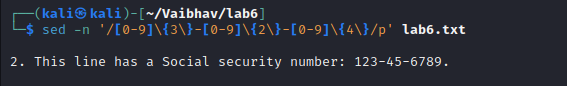 ┌──(kali㉿kali)-[~/Vaibhav/lab6]
└─$ sed -n '/[0-9]\{3\}-[0-9]\{2\}-[0-9]\{4\}/p' lab6.txt
2. This line has a Social security number: 123-45-6789.